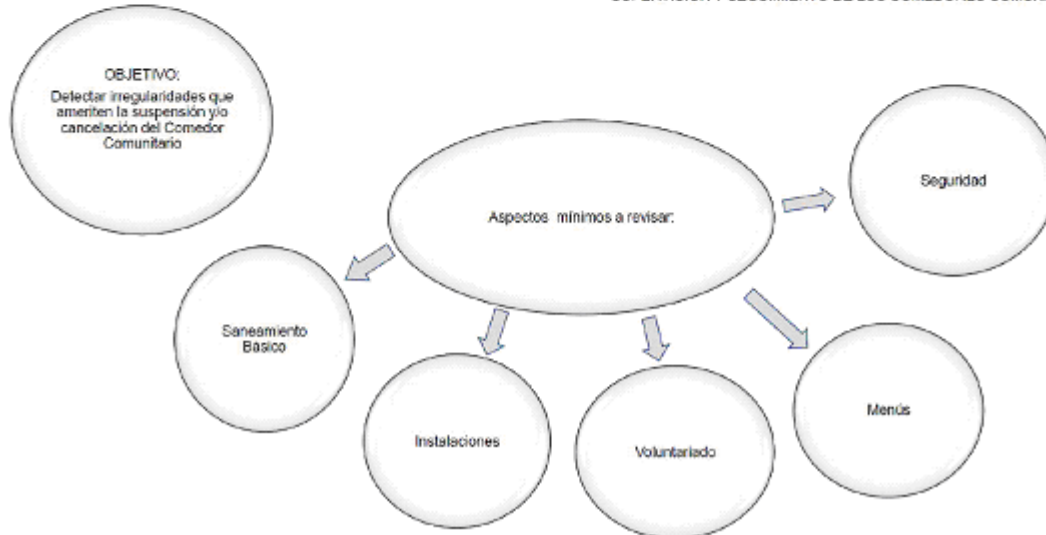 OBJETIVO:
Detectar irregularidades que
ameriten la suspensión y/o
cancelación del Comedor
Comunitario
Aspectos mínimos a revisar:
Seguridad
Saneamiento
Básico
Instalaciones
Voluntariado
Menús